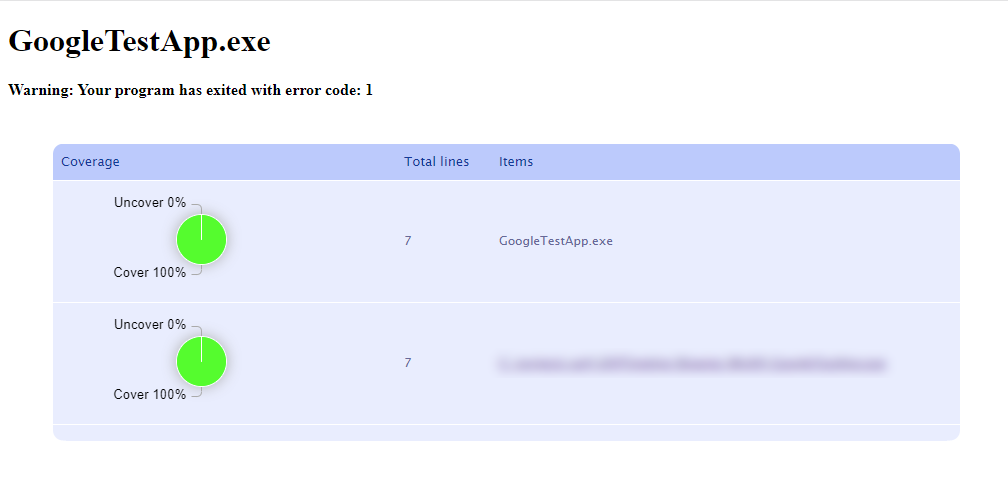 GoogleTestApp.exe
Warning: Your program has exited with error code: 1
Coverage Total lines Items
Uncover 0%
7 GoogleTestApp.exe
Cover 100%
Uncover 0%
7
Cover 100%